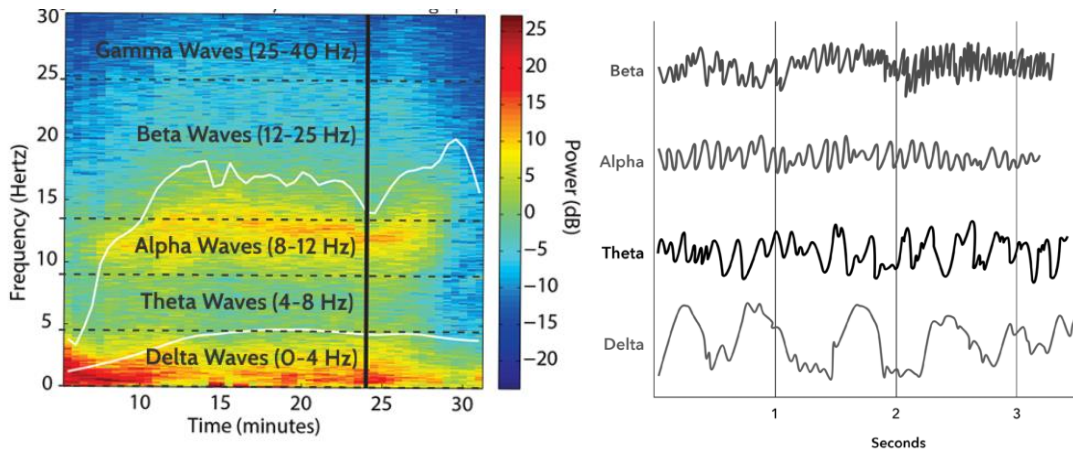 30
Gamma Waves (25-40 Hz)
25
Beta Waves (12-25 Hz)
20
15
Alpha Waves (8-12 Hz)
10
Theta Waves (4-8 Hz)
5
Delta Waves (0-4 Hz)
0
10
15
20
25
30
Time (minutes)
Frequency (Hertz)
25
20
15
10
5
0
−5
−10
−15
−20
Power (dB)
Beta
Alpha
Theta
Delta
1
2
3
Seconds